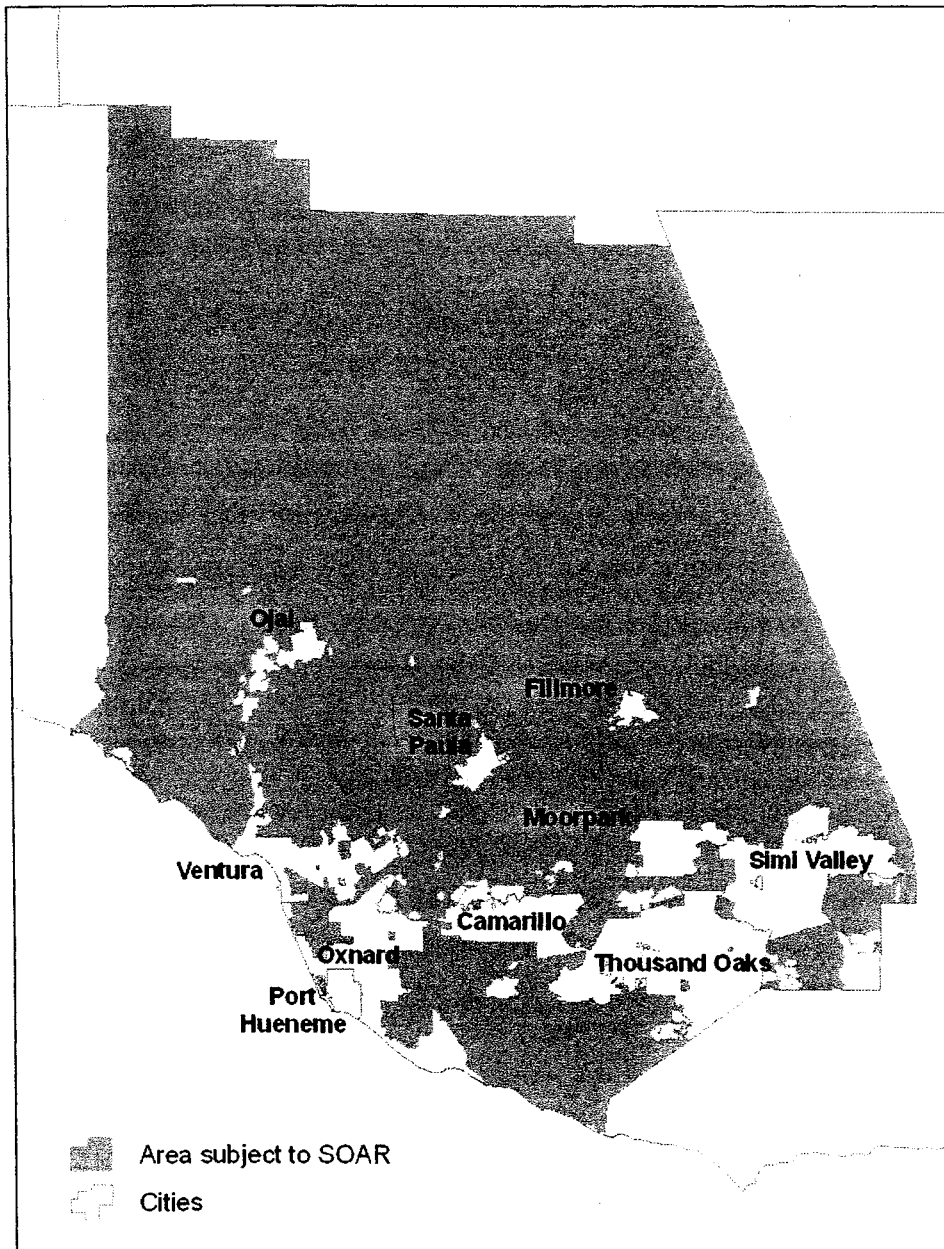 Ojai
Fillmore
Santa
Paula
Moorpark
Simi Valley
Ventura
Camarillo
Oxnard
Thousand Oaks
Port
Hueneme
Area subject to SOAR
Cities